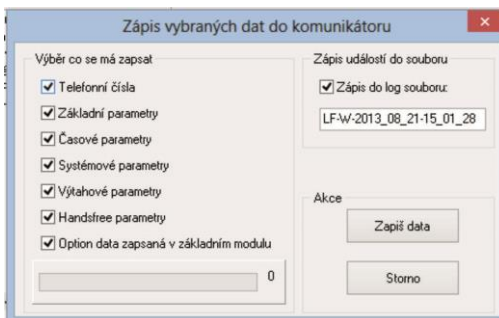 Zápis vybraných dat do komunikátoru
Výběr co se má zapsat
Telefonní čísla
Základní parametry
Časové parametry
Systémové parametry
Výtahové parametry
Handsfree parametry
Option data zapsaná v základním modulu
0
Zápis událostí do souboru
Zápis do log souboru:
LF-W-2013_08_21-15_01_28
Akce
Zapiš data
Storno